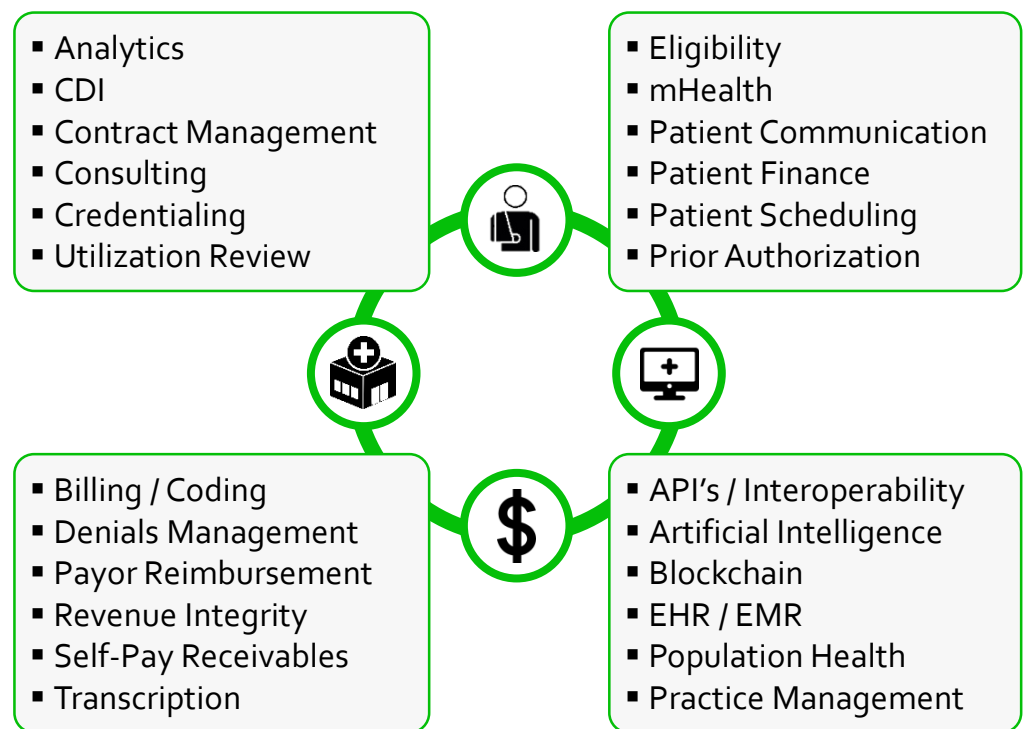 ▪ Analytics
▪ CDI
▪ Contract Management
▪ Consulting
▪ Credentialing
▪ Utilization Review
▪ Eligibility
▪ mHealth
▪ Patient Communication
▪ Patient Finance
▪ Patient Scheduling
▪ Prior Authorization
$
▪ Billing / Coding
▪ Denials Management
▪ Payor Reimbursement
▪ Revenue Integrity
▪ Self-Pay Receivables
▪ Transcription
▪ API's / Interoperability
▪ Artificial Intelligence
▪ Blockchain
▪ EHR / EMR
▪ Population Health
▪ Practice Management